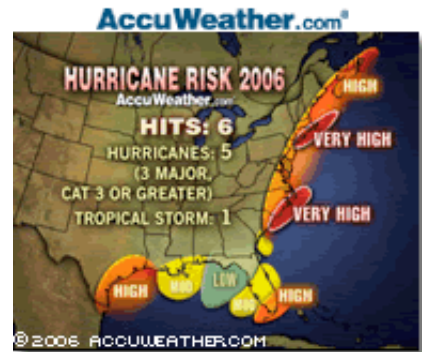 AccuWeather.com®
HURRICANE RISK 2006
AccuWeather.com
HITS: 6
HURRICANES: 5
(3 MAJOR,
CAT 3 OR GREATER)
TROPICAL STORM: 1
HIGH
VERY HIGH
VERY HIGH
HIGH
MOD
LOW
MOD
HIGH
©2006 ACCUWEATHER.COM